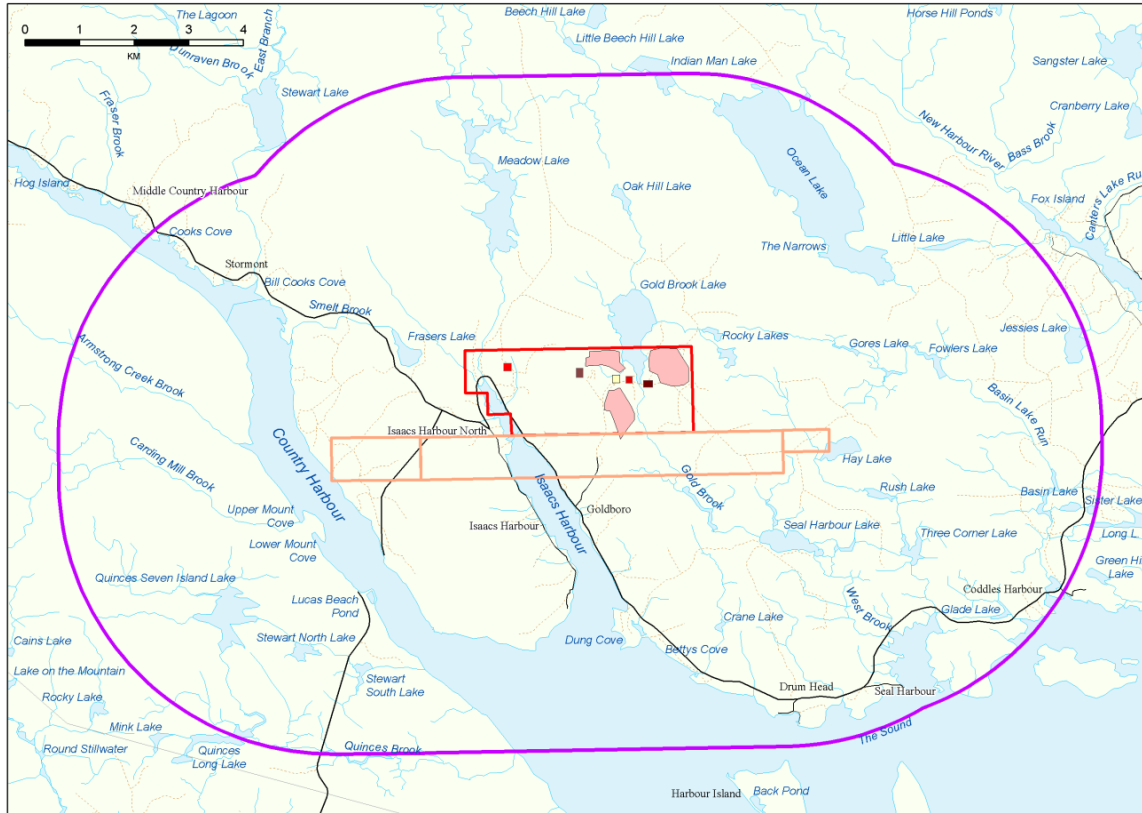 The Lagoon
East Branch
Dunraven Brook
Beech Hill Lake
Horse Hill Ponds
0 1 2 3 4
KM
Little Beech Hill Lake
Indian Man Lake
Sangster Lake
Stewart Lake
Fraser Brook
Cranberry Lake
New Harbour River
Bass Brook
Meadow Lake
Ocean Lake
Hog Island
Middle Country Harbour
Oak Hill Lake
Fox Island
Canters Lake Run
Cooks Cove
Little Lake
The Narrows
Stormont
Bill Cooks Cove
Gold Brook Lake
Smelt Brook
Frasers Lake
Rocky Lakes
Jessies Lake
Gores Lake
Fowlers Lake
Armstrong Creek Brook
Basin Lake Run
Isaacs Harbour North
Country Harbour
Carding Mill Brook
Hay Lake
Gold Brook
Rush Lake
Basin Lake
Sister Lake
Upper Mount
Cove
Isaacs Harbour
Goldboro
Isaacs Harbour
Seal Harbour Lake
Three Corner Lake
Long L.
Lower Mount
Cove
Green Hi
Lake
Quinces Seven Island Lake
Coddles Harbour
Lucas Beach
Pond
West Brook
Glade Lake
Crane Lake
Cains Lake
Stewart North Lake
Dung Cove
Bettys Cove
Lake on the Mountain
Stewart
South Lake
Drum Head
Seal Harbour
Rocky Lake
Mink Lake
The Sound
Round Stillwater
Quinces
Long Lake
Quinces Brook
Harbour Island
Back Pond